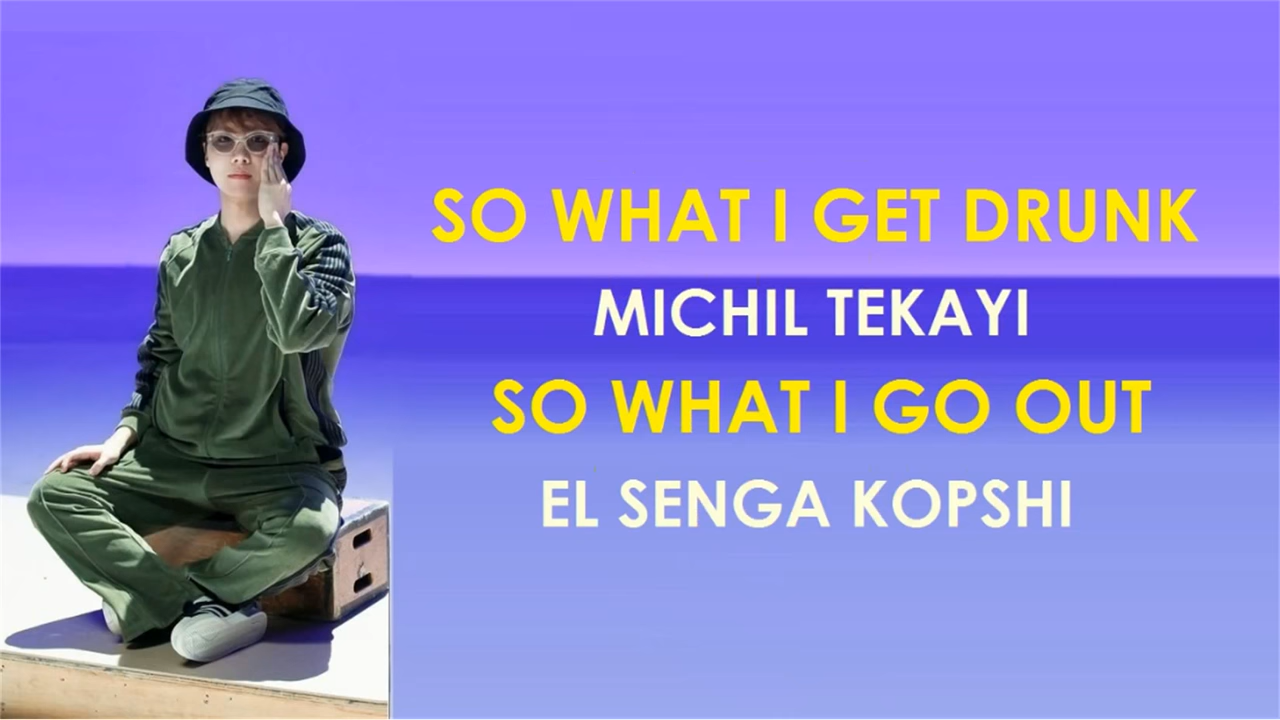 SO WHAT I GET DRUNK
MICHIL TEKAYI
SO WHAT I GO OUT
EL SENGA KOPSHI